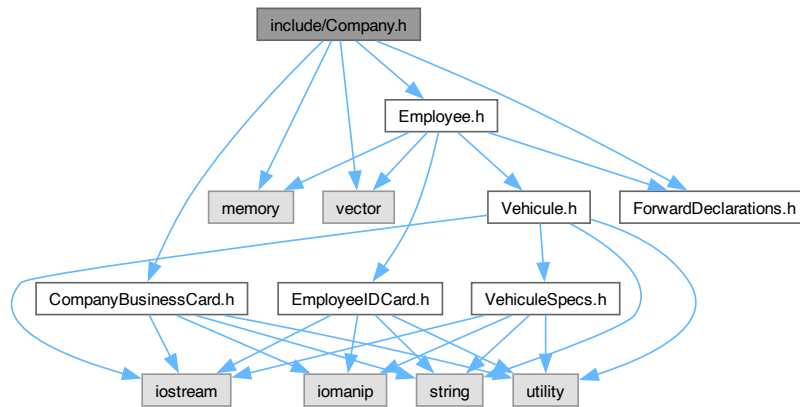 include/Company.h
Employee.h
memory
vector
Vehicule.h
ForwardDeclarations.h
CompanyBusinessCard.h
EmployeeIDCard.h
VehiculeSpecs.h
iostream
iomanip
string
utility